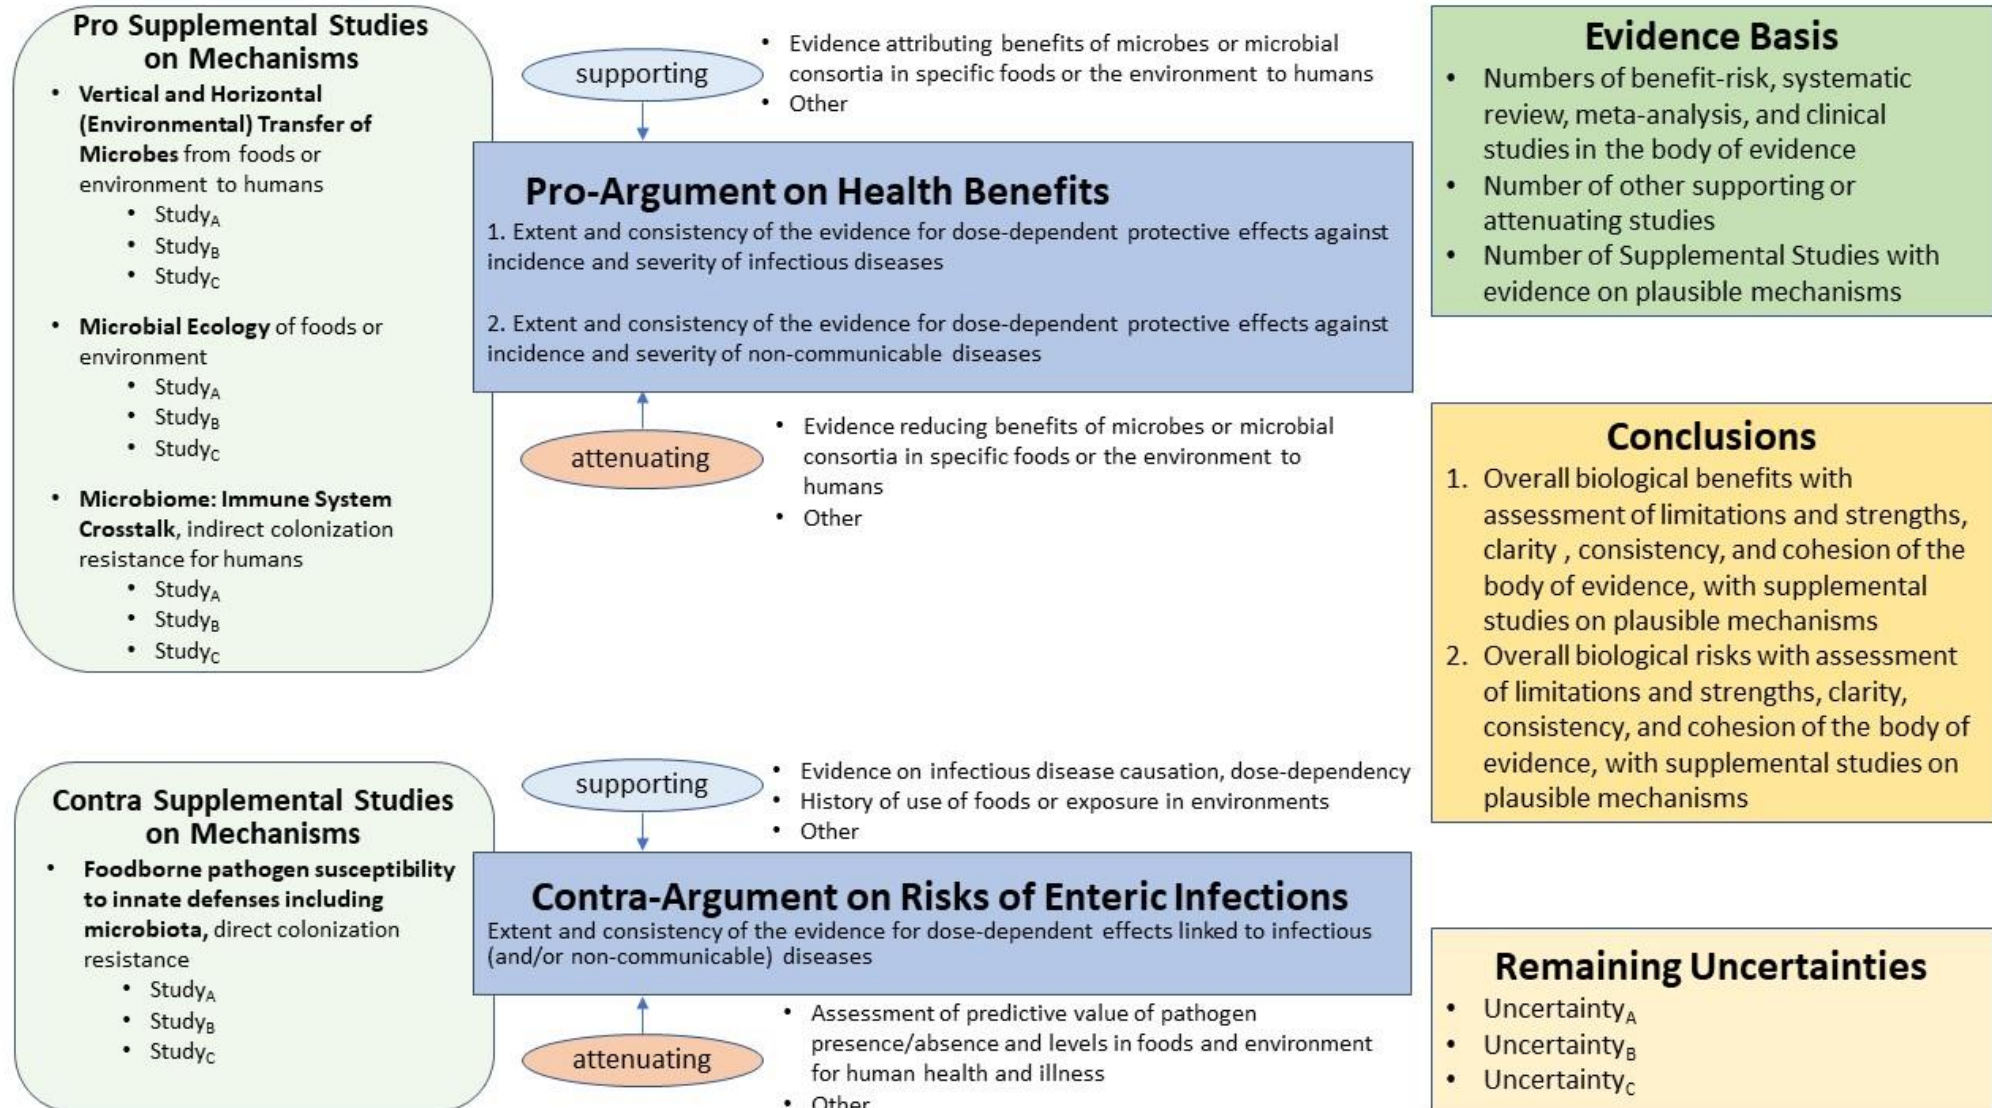 Pro Supplemental Studies
on Mechanisms
• Vertical and Horizontal
(Environmental) Transfer of
Microbes from foods or
environment to humans
• StudyA
• StudyB
• StudyC
• Microbial Ecology of foods or
environment
• StudyA
• StudyB
• StudyC
• Microbiome: Immune System
Crosstalk, indirect colonization
resistance for humans
• StudyA
• StudyB
• StudyC
supporting
• Evidence attributing benefits of microbes or microbial
consortia in specific foods or the environment to humans
• Other
Pro-Argument on Health Benefits
1. Extent and consistency of the evidence for dose-dependent protective effects against
incidence and severity of infectious diseases
2. Extent and consistency of the evidence for dose-dependent protective effects against
incidence and severity of non-communicable diseases
attenuating
• Evidence reducing benefits of microbes or microbial
consortia in specific foods or the environment to
humans
• Other
Contra Supplemental Studies
on Mechanisms
• Foodborne pathogen susceptibility
to innate defenses including
microbiota, direct colonization
resistance
• StudyA
• StudyB
• StudyC
supporting
• Evidence on infectious disease causation, dose-dependency
• History of use of foods or exposure in environments
• Other
Contra-Argument on Risks of Enteric Infections
Extent and consistency of the evidence for dose-dependent effects linked to infectious
(and/or non-communicable) diseases
attenuating
• Assessment of predictive value of pathogen
presence/absence and levels in foods and environment
for human health and illness
• Other
Evidence Basis
• Numbers of benefit-risk, systematic
review, meta-analysis, and clinical
studies in the body of evidence
• Number of other supporting or
attenuating studies
• Number of Supplemental Studies with
evidence on plausible mechanisms
Conclusions
1. Overall biological benefits with
assessment of limitations and strengths,
clarity , consistency, and cohesion of the
body of evidence, with supplemental
studies on plausible mechanisms
2. Overall biological risks with assessment
of limitations and strengths, clarity,
consistency, and cohesion of the body of
evidence, with supplemental studies on
plausible mechanisms
Remaining Uncertainties
• UncertaintyA
• UncertaintyB
• UncertaintyC